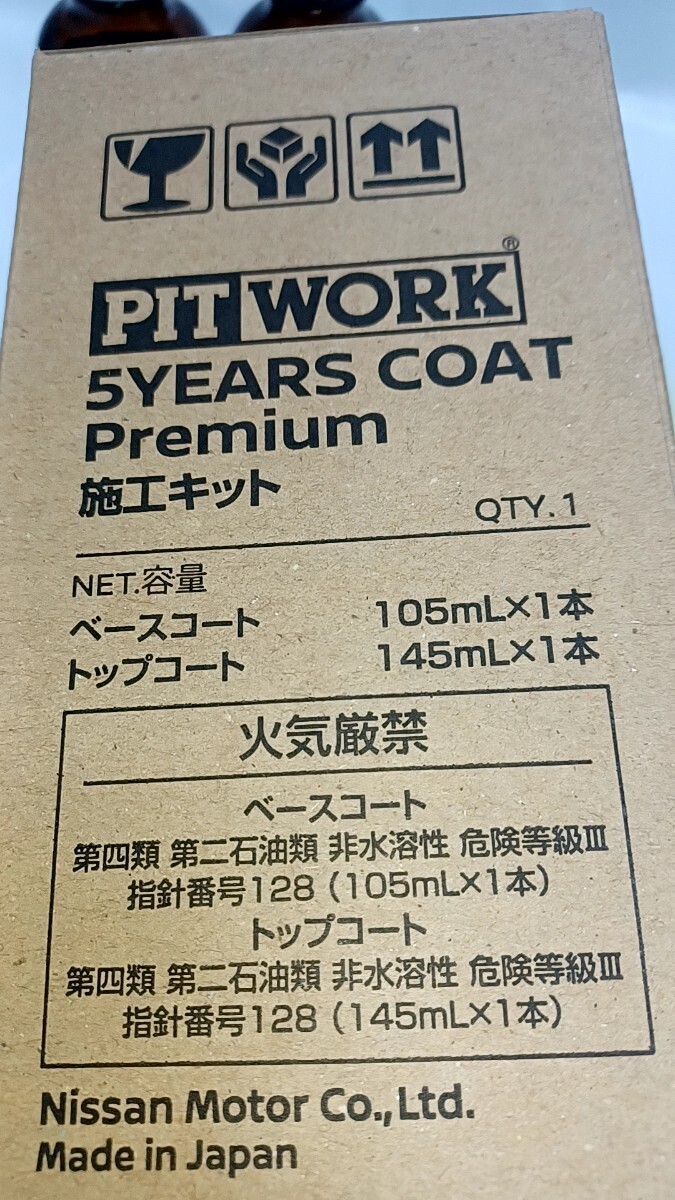 PIT WORK®
5YEARS COAT
Premium
施工キット
QTY.1
NET.容量
ベースコート 105mL×1本
トップコート 145mL×1本
火気厳禁
ベースコート
第四類 第二石油類 非水溶性 危険等級Ⅲ
指針番号128（105mL×1本）
トップコート
第四類 第二石油類 非水溶性 危険等級Ⅲ
指針番号128（145mL×1本）
Nissan Motor Co., Ltd.
Made in Japan